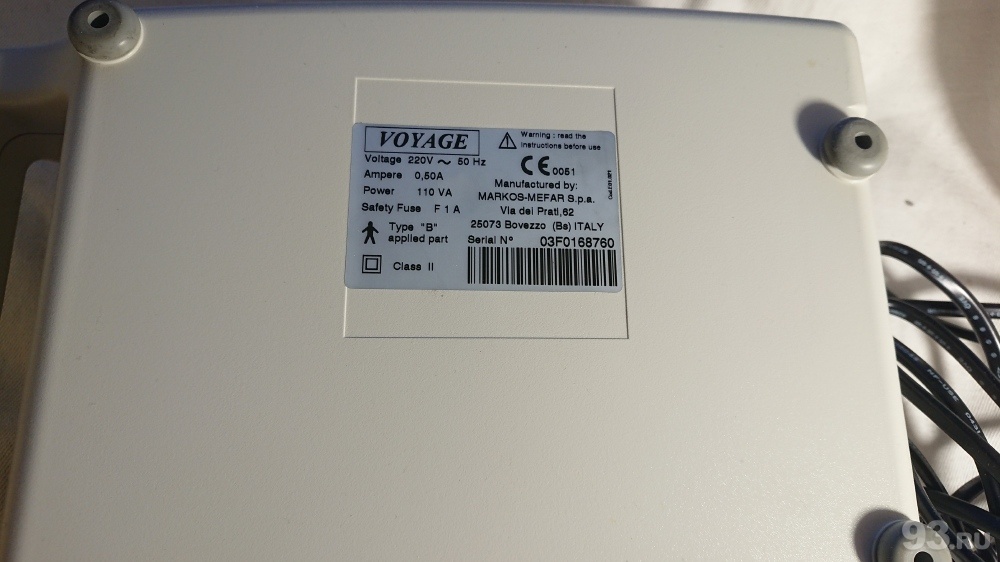 VOYAGE
Voltage 220V ~ 50 Hz
Ampere 0,50A
Power 110 VA
Safety Fuse F 1 A
Type "B"
applied part
Class II
Warning : read the
instructions before use
CE 0051
Manufactured by:
MARKOS-MEFAR S.p.a.
Via dei Prati,62
25073 Bovezzo (Bs) ITALY
Serial N° 03F0168760
93.RU